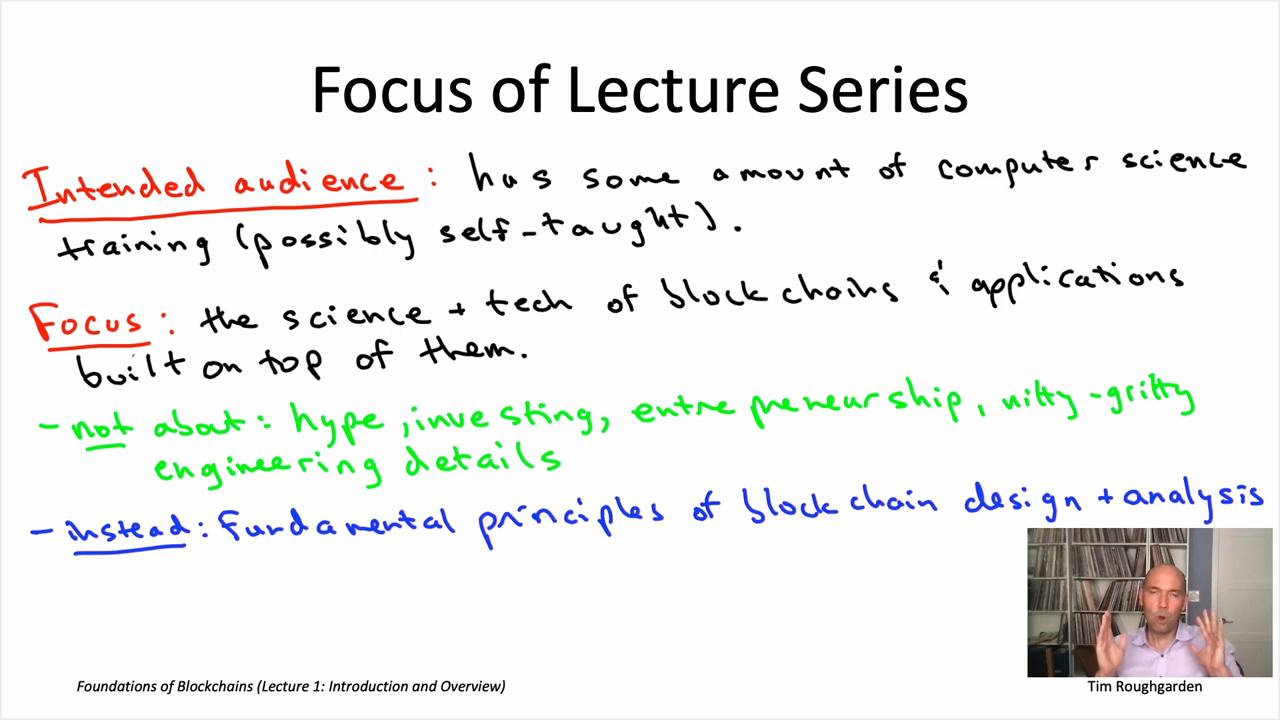 Focus of Lecture Series
Intended audience: has some amount of computer science
training (possibly self-taught).
Focus: the science + tech of blockchains & applications
built on top of them.
- not about: hype, investing, entrepreneurship, nitty-gritty
engineering details
- instead: fundamental principles of blockchain design + analysis
Foundations of Blockchains (Lecture 1: Introduction and Overview)
Tim Roughgarden